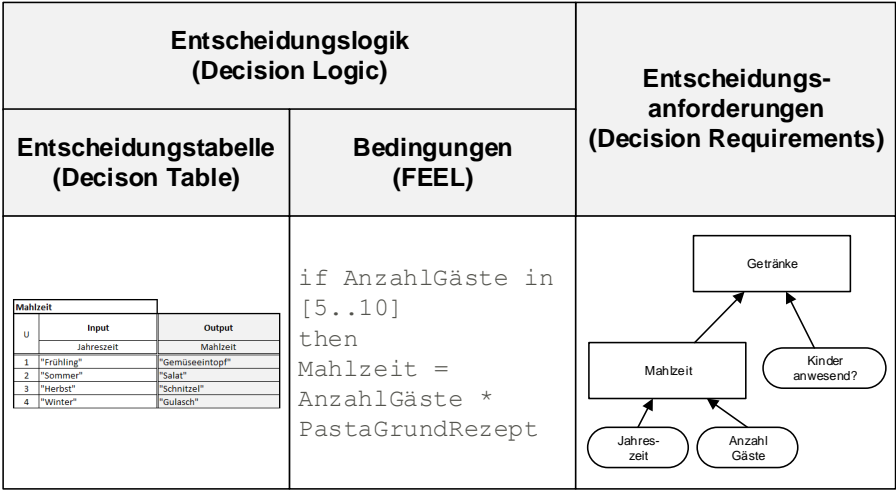 Entscheidungslogik
(Decision Logic)
Entscheidungs-
anforderungen
(Decision Requirements)
Entscheidungstabelle
(Decison Table)
Bedingungen
(FEEL)
Mahlzeit
U Input Output
Jahreszeit Mahlzeit
1 "Frühling" "Gemüseeintopf"
2 "Sommer" "Salat"
3 "Herbst" "Schnitzel"
4 "Winter" "Gulasch"
if AnzahlGäste in
[5..10]
then
Mahlzeit =
AnzahlGäste *
PastaGrundRezept
Getränke
Mahlzeit
Kinder
anwesend?
Jahres-
zeit
Anzahl
Gäste